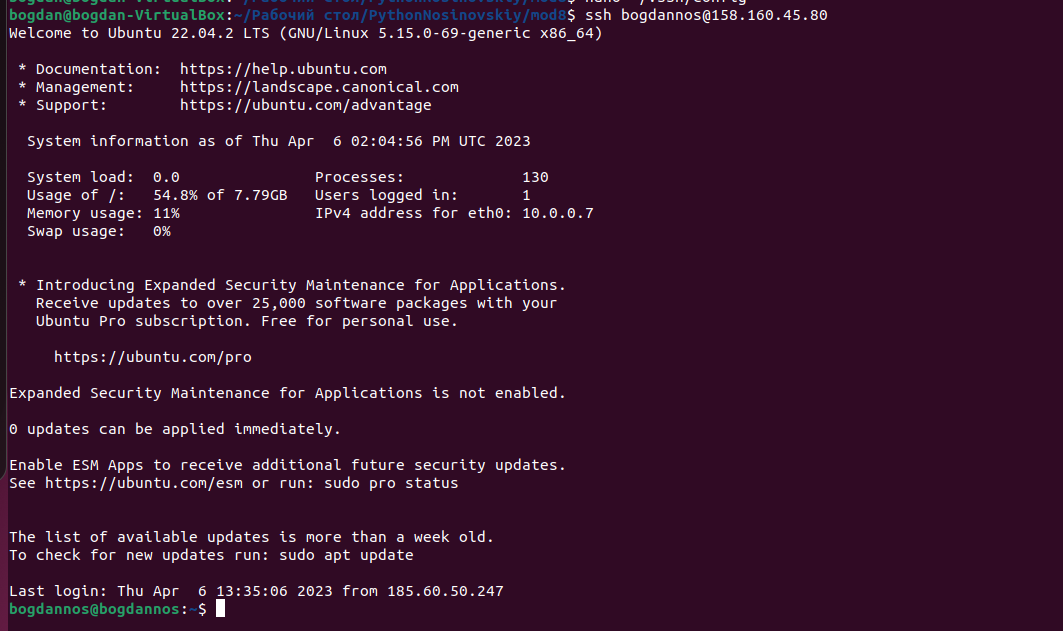 bogdan@bogdan-VirtualBox:~/Рабочий стол/PythonNosinovskiy/mod8$ nano ~/.ssh/config
bogdan@bogdan-VirtualBox:~/Рабочий стол/PythonNosinovskiy/mod8$ ssh bogdannos@158.160.45.80
Welcome to Ubuntu 22.04.2 LTS (GNU/Linux 5.15.0-69-generic x86_64)
* Documentation:  https://help.ubuntu.com
* Management:     https://landscape.canonical.com
* Support:        https://ubuntu.com/advantage
System information as of Thu Apr  6 02:04:56 PM UTC 2023
System load:  0.0                Processes:             130
Usage of /:   54.8% of 7.79GB   Users logged in:       1
Memory usage: 11%               IPv4 address for eth0: 10.0.0.7
Swap usage:   0%
* Introducing Expanded Security Maintenance for Applications.
Receive updates to over 25,000 software packages with your
Ubuntu Pro subscription. Free for personal use.
https://ubuntu.com/pro
Expanded Security Maintenance for Applications is not enabled.
0 updates can be applied immediately.
Enable ESM Apps to receive additional future security updates.
See https://ubuntu.com/esm or run: sudo pro status
The list of available updates is more than a week old.
To check for new updates run: sudo apt update
Last login: Thu Apr  6 13:35:06 2023 from 185.60.50.247
bogdannos@bogdannos:~$